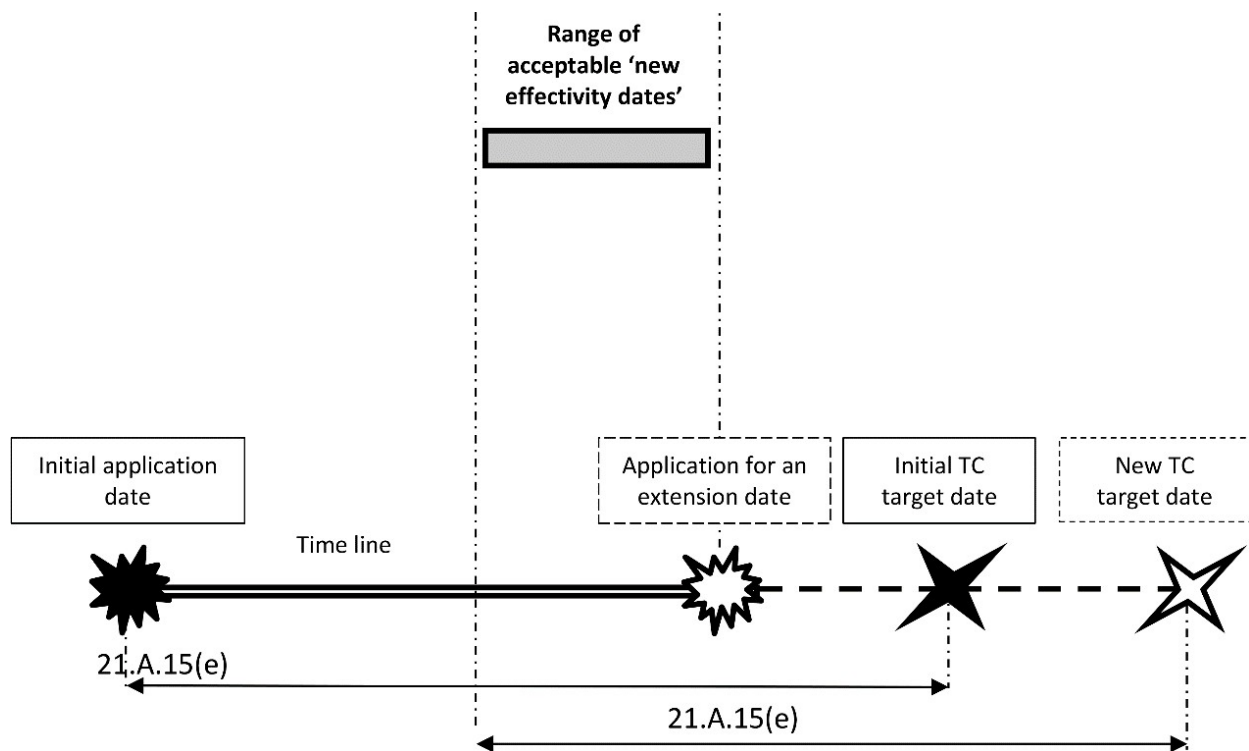 Range of
acceptable ‘new
effectivity dates’
Initial application
date
Application for an
extension date
Initial TC
target date
New TC
target date
Time line
21.A.15(e)
21.A.15(e)